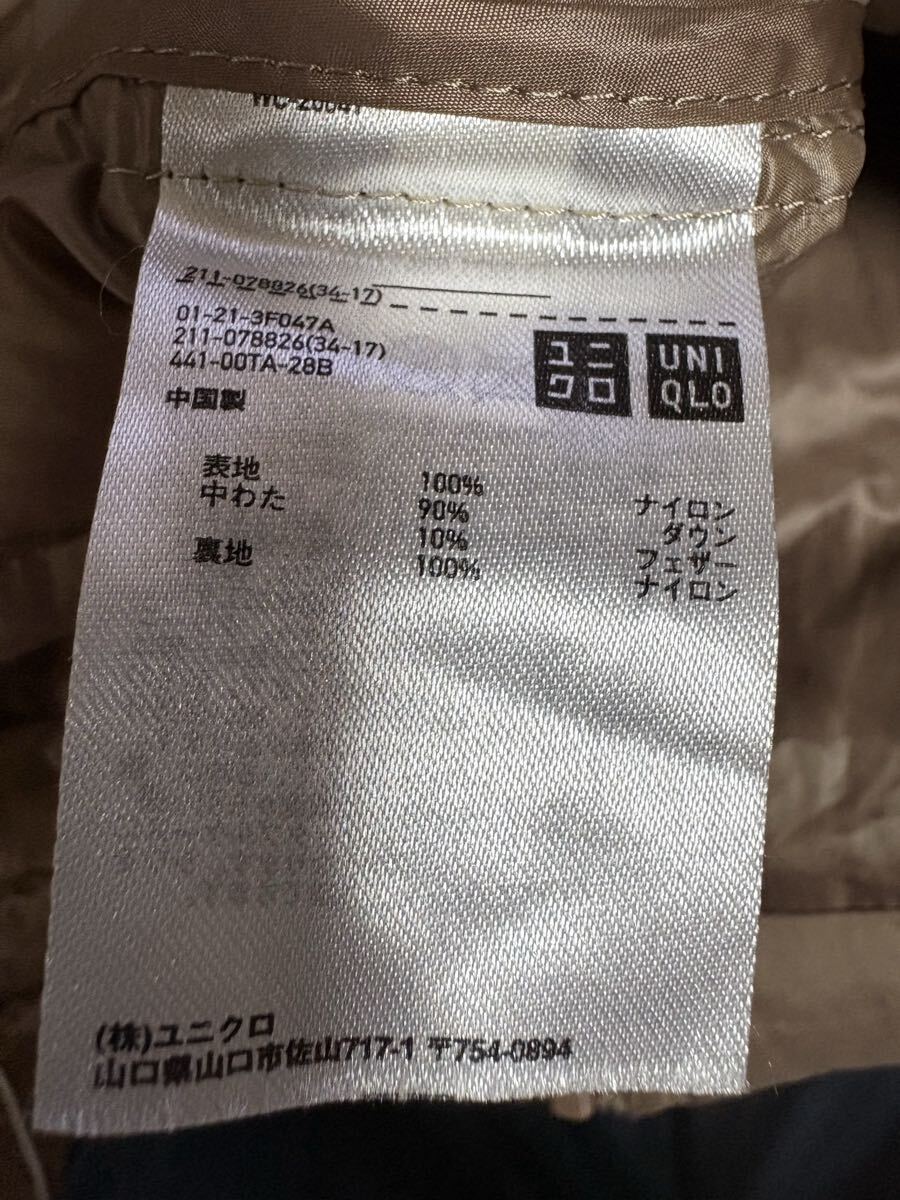 211-078826(34-17)
01-21-3F047A
211-078826(34-17)
441-00TA-28B
ユニクロ
UNIQLO
中国製
表地 100% ナイロン
中わた 90% ダウン
10% フェザー
裏地 100% ナイロン
(株)ユニクロ
山口県山口市佐山717-1 〒754-0894